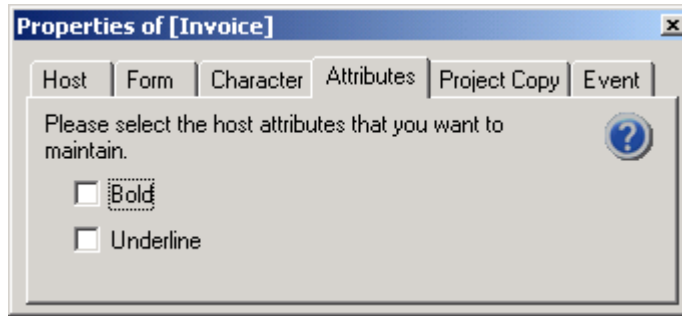 Properties of [Invoice]
Host Form Character Attributes Project Copy Event
Please select the host attributes that you want to
maintain.
Bold
Underline